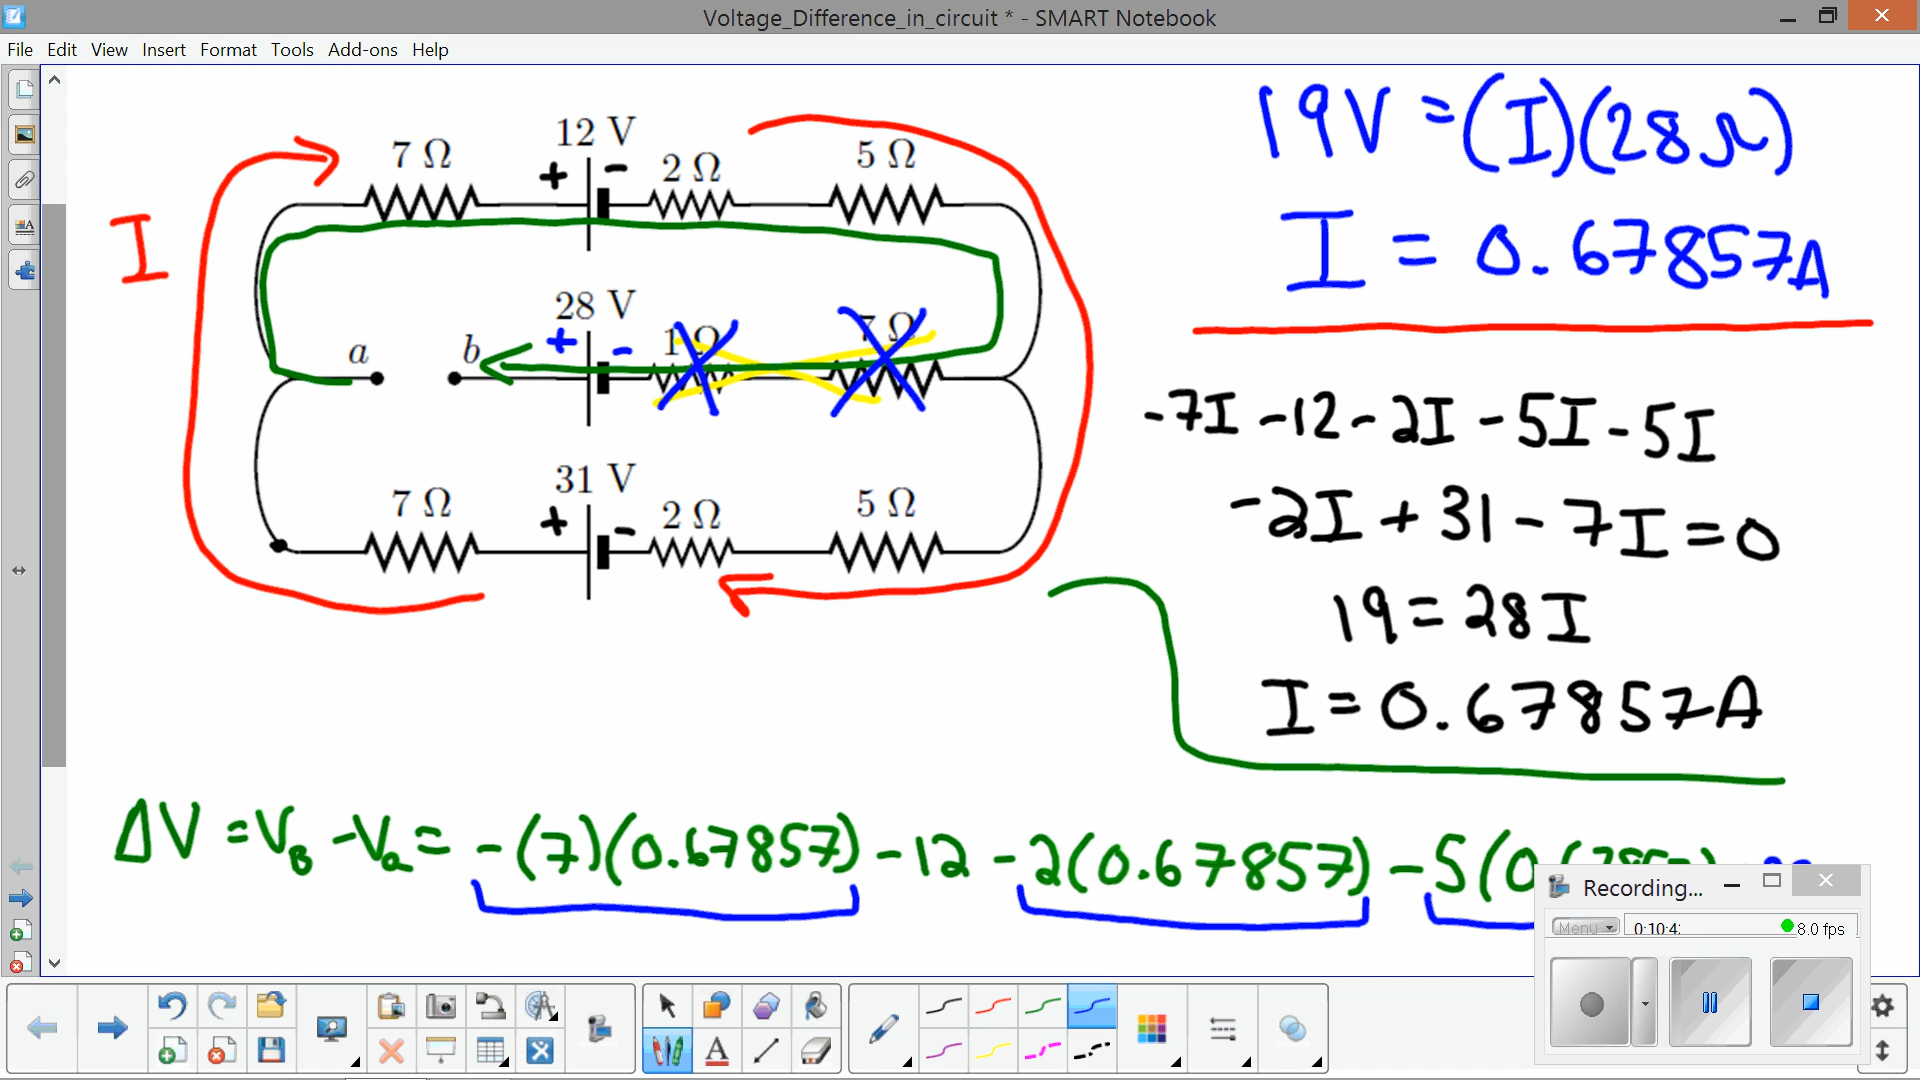 Voltage_Difference_in_circuit * - SMART Notebook
File Edit View Insert Format Tools Add-ons Help
12 V
7 Ω
+ -
2 Ω
5 Ω
I
28 V
a
b
+ -
1 Ω
7 Ω
31 V
7 Ω
+ -
2 Ω
5 Ω
19V = (I)(28Ω)
I = 0.67857A
-7I -12 -2I -5I -5I
-2I + 31 - 7I = 0
19 = 28I
I = 0.67857A
ΔV = VB - Va = -(7)(0.67857) -12 -2(0.67857) -5(0
Recording...
Menu
0:10:4
8.0 fps
A